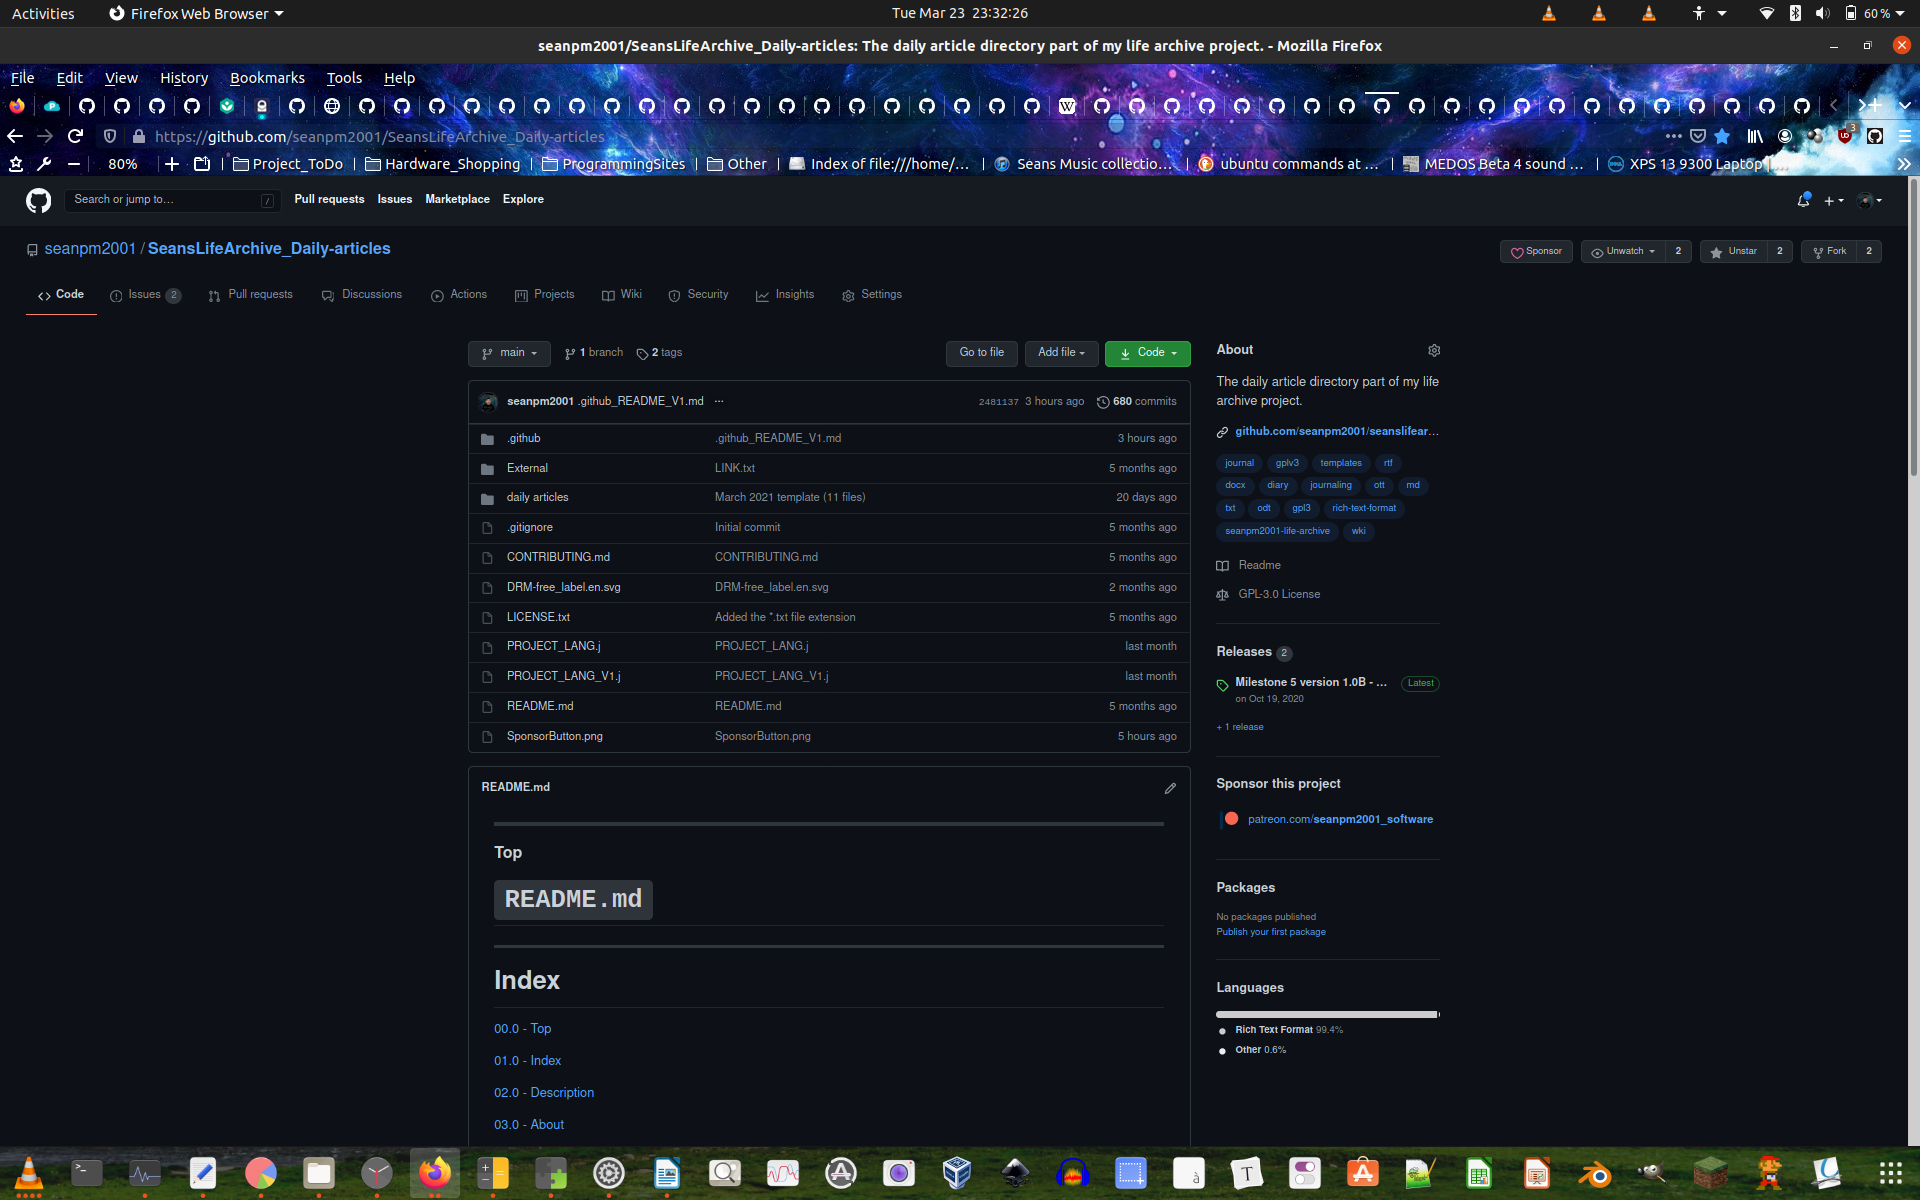 Activities Firefox Web Browser Tue Mar 23 23:32:26 60 %
seanpm2001/SeansLifeArchive_Daily-articles: The daily article directory part of my life archive project. - Mozilla Firefox
File Edit View History Bookmarks Tools Help
https://github.com/seanpm2001/SeansLifeArchive_Daily-articles 3
80% Project_ToDo Hardware_Shopping ProgrammingSites Other Index of file:///home/... Seans Music collectio... ubuntu commands at ... MEDOS Beta 4 sound ... XPS 13 9300 Laptop |...
Search or jump to... / Pull requests Issues Marketplace Explore
seanpm2001 / SeansLifeArchive_Daily-articles Sponsor Unwatch 2 Unstar 2 Fork 2
Code Issues 2 Pull requests Discussions Actions Projects Wiki Security Insights Settings
main 1 branch 2 tags Go to file Add file Code
seanpm2001 .github_README_V1.md ... 2481137 3 hours ago 680 commits
.github .github_README_V1.md 3 hours ago
External LINK.txt 5 months ago
daily articles March 2021 template (11 files) 20 days ago
.gitignore Initial commit 5 months ago
CONTRIBUTING.md CONTRIBUTING.md 5 months ago
DRM-free_label.en.svg DRM-free_label.en.svg 2 months ago
LICENSE.txt Added the *.txt file extension 5 months ago
PROJECT_LANG.j PROJECT_LANG.j last month
PROJECT_LANG_V1.j PROJECT_LANG_V1.j last month
README.md README.md 5 months ago
SponsorButton.png SponsorButton.png 5 hours ago
README.md
Top
README.md
Index
00.0 - Top
01.0 - Index
02.0 - Description
03.0 - About
About
The daily article directory part of my life
archive project.
github.com/seanpm2001/seanslifear...
journal gplv3 templates rtf
docx diary journaling ott md
txt odt gpl3 rich-text-format
seanpm2001-life-archive wki
Readme
GPL-3.0 License
Releases 2
Milestone 5 version 1.0B - ... Latest
on Oct 19, 2020
+ 1 release
Sponsor this project
patreon.com/seanpm2001_software
Packages
No packages published
Publish your first package
Languages
Rich Text Format 99.4%
Other 0.6%